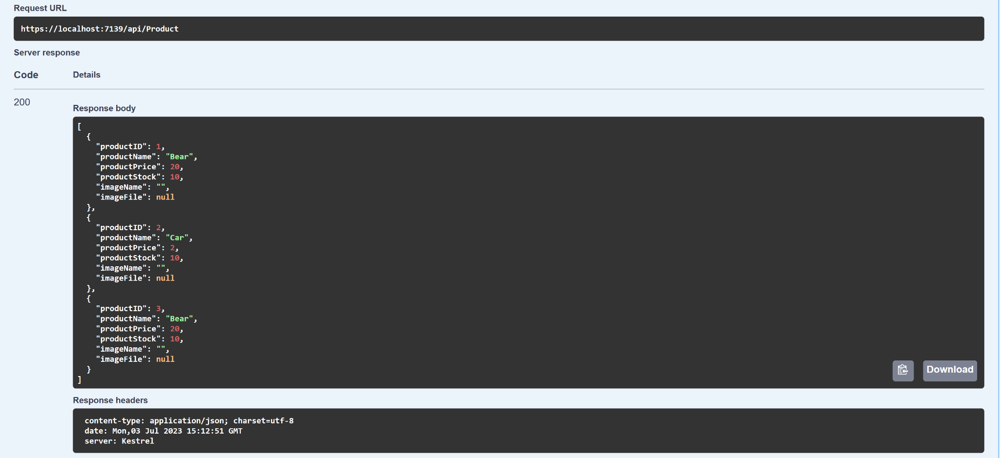 Request URL
https://localhost:7139/api/Product
Server response
Code Details
200
Response body
[
  {
    "productID": 1,
    "productName": "Bear",
    "productPrice": 20,
    "productStock": 10,
    "imageName": "",
    "imageFile": null
  },
  {
    "productID": 2,
    "productName": "Car",
    "productPrice": 2,
    "productStock": 10,
    "imageName": "",
    "imageFile": null
  },
  {
    "productID": 3,
    "productName": "Bear",
    "productPrice": 20,
    "productStock": 10,
    "imageName": "",
    "imageFile": null
  }
]
Download
Response headers
content-type: application/json; charset=utf-8
date: Mon,03 Jul 2023 15:12:51 GMT
server: Kestrel